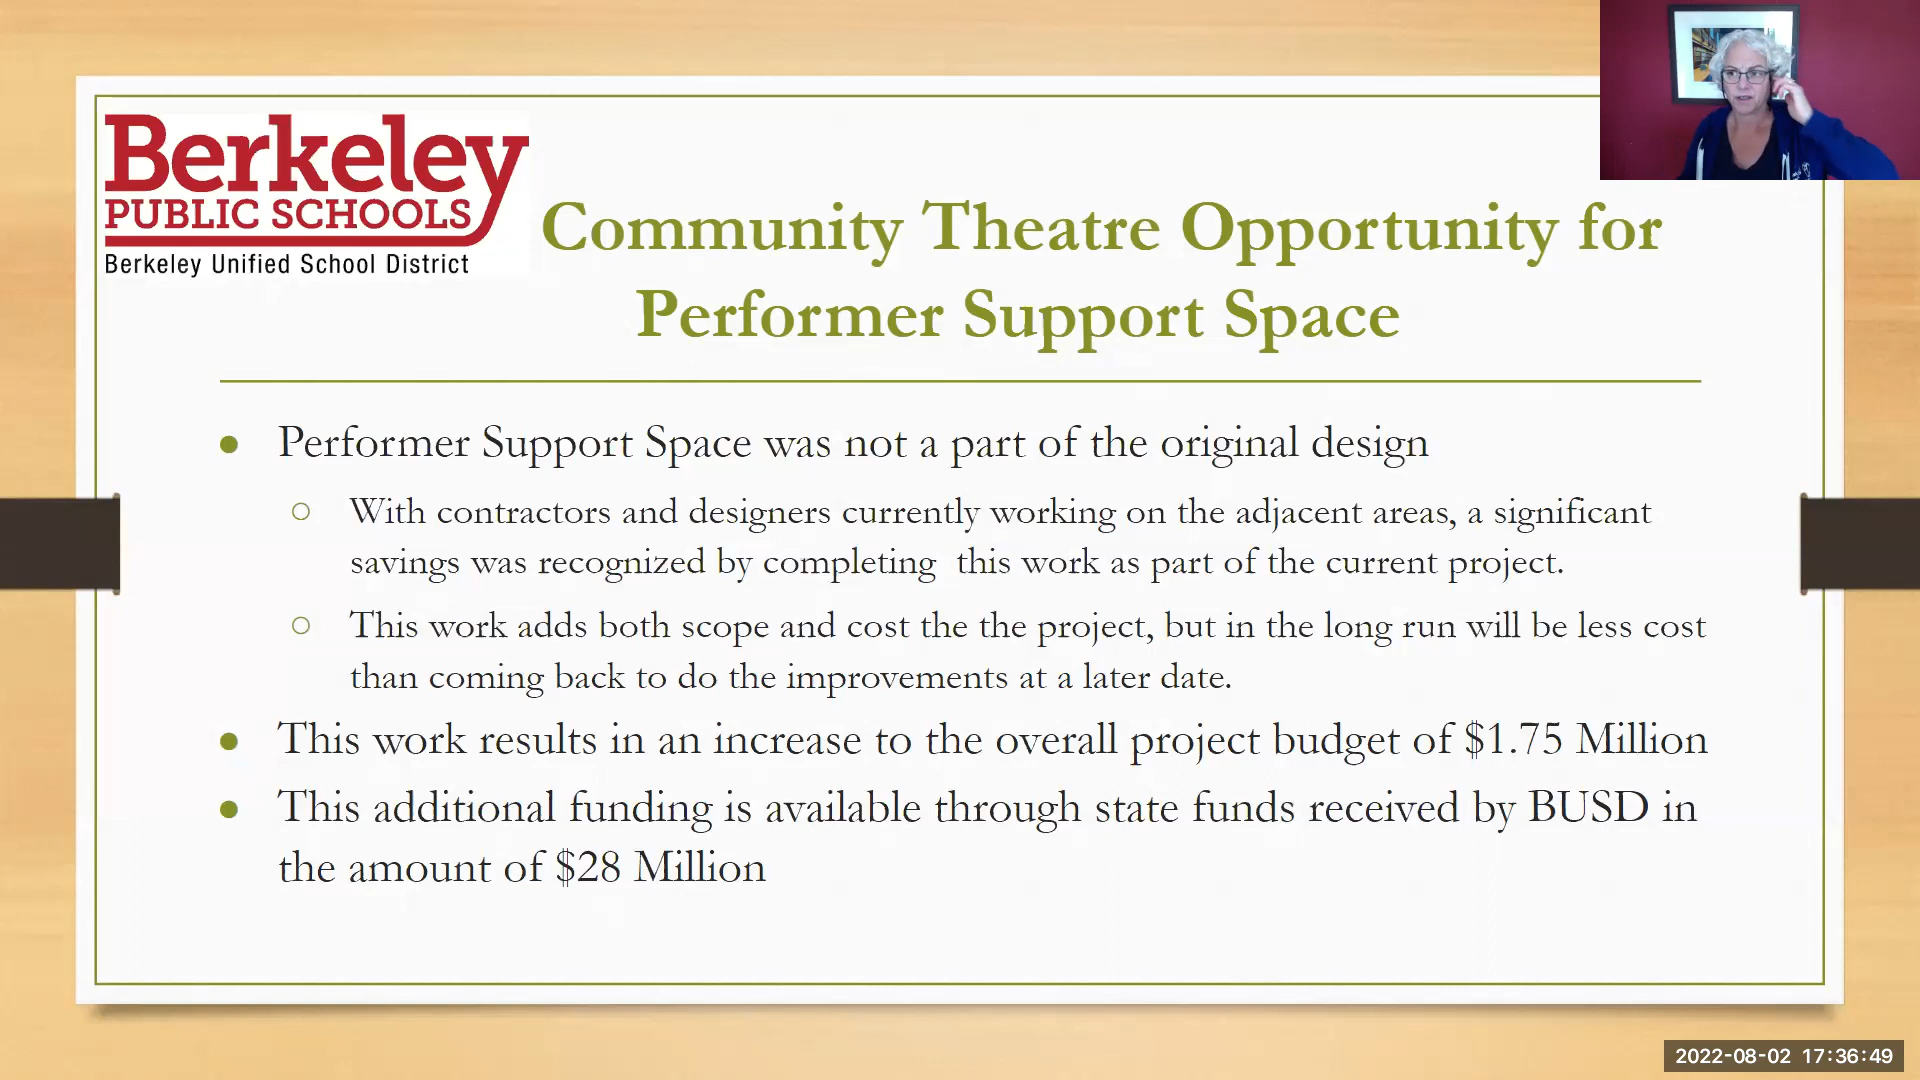 Berkeley
PUBLIC SCHOOLS
Berkeley Unified School District
Community Theatre Opportunity for
Performer Support Space
Performer Support Space was not a part of the original design
With contractors and designers currently working on the adjacent areas, a significant
savings was recognized by completing  this work as part of the current project.
This work adds both scope and cost the the project, but in the long run will be less cost
than coming back to do the improvements at a later date.
This work results in an increase to the overall project budget of $1.75 Million
This additional funding is available through state funds received by BUSD in
the amount of $28 Million
2022-08-02 17:36:49